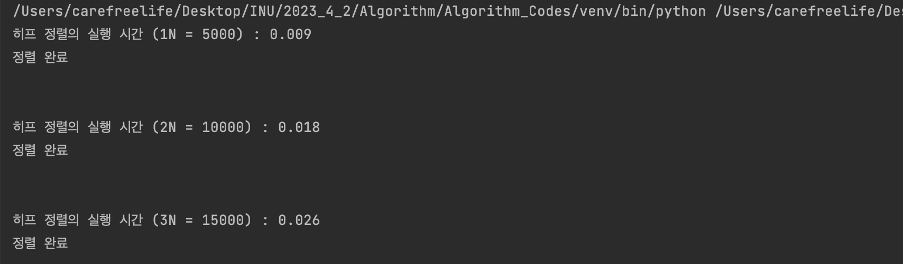 /Users/carefreelife/Desktop/INU/2023_4_2/Algorithm/Algorithm_Codes/venv/bin/python /Users/carefreelife/Des
히프 정렬의 실행 시간 (1N = 5000) : 0.009
정렬 완료
히프 정렬의 실행 시간 (2N = 10000) : 0.018
정렬 완료
히프 정렬의 실행 시간 (3N = 15000) : 0.026
정렬 완료